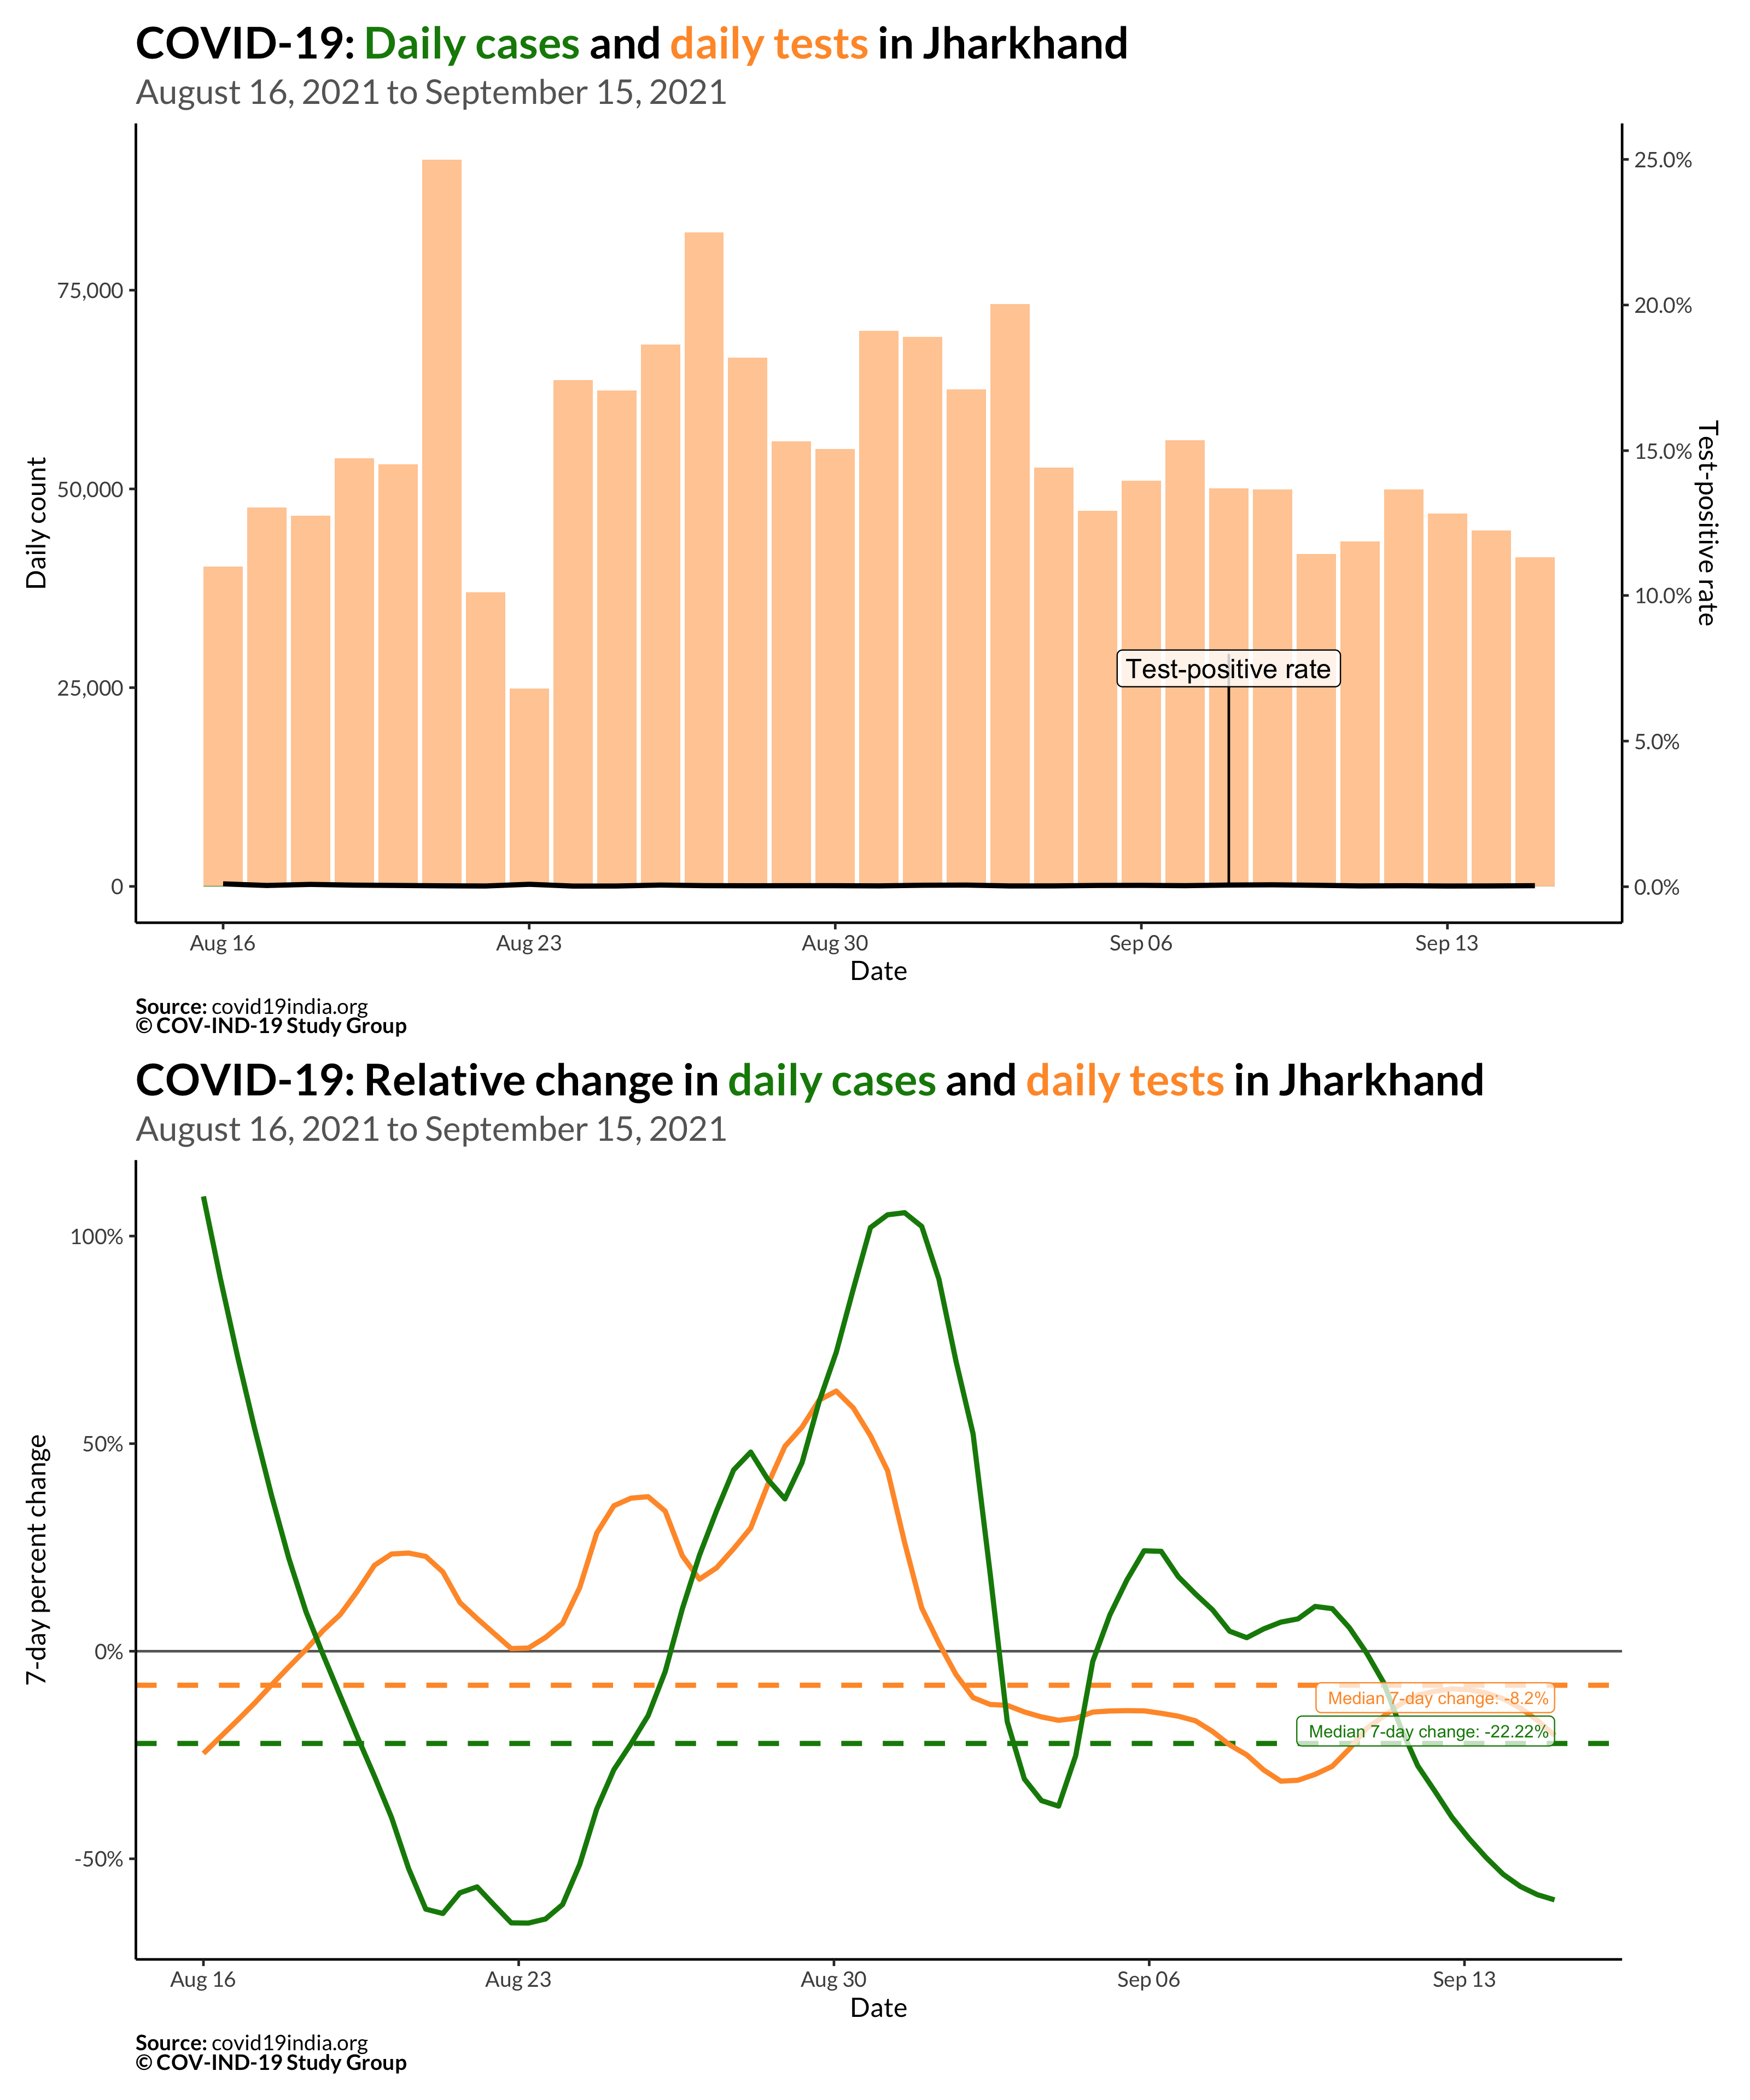 COVID-19: Daily cases and daily tests in Jharkhand
August 16, 2021 to September 15, 2021
25.0%
75,000
20.0%
15.0%
50,000
Daily count
Test-positive rate
10.0%
Test-positive rate
25,000
5.0%
0
0.0%
Aug 16
Aug 23
Aug 30
Sep 06
Sep 13
Date
Source: covid19india.org
© COV-IND-19 Study Group
COVID-19: Relative change in daily cases and daily tests in Jharkhand
August 16, 2021 to September 15, 2021
100%
50%
7-day percent change
0%
Median 7-day change: -8.2%
Median 7-day change: -22.22%
-50%
Aug 16
Aug 23
Aug 30
Sep 06
Sep 13
Date
Source: covid19india.org
© COV-IND-19 Study Group